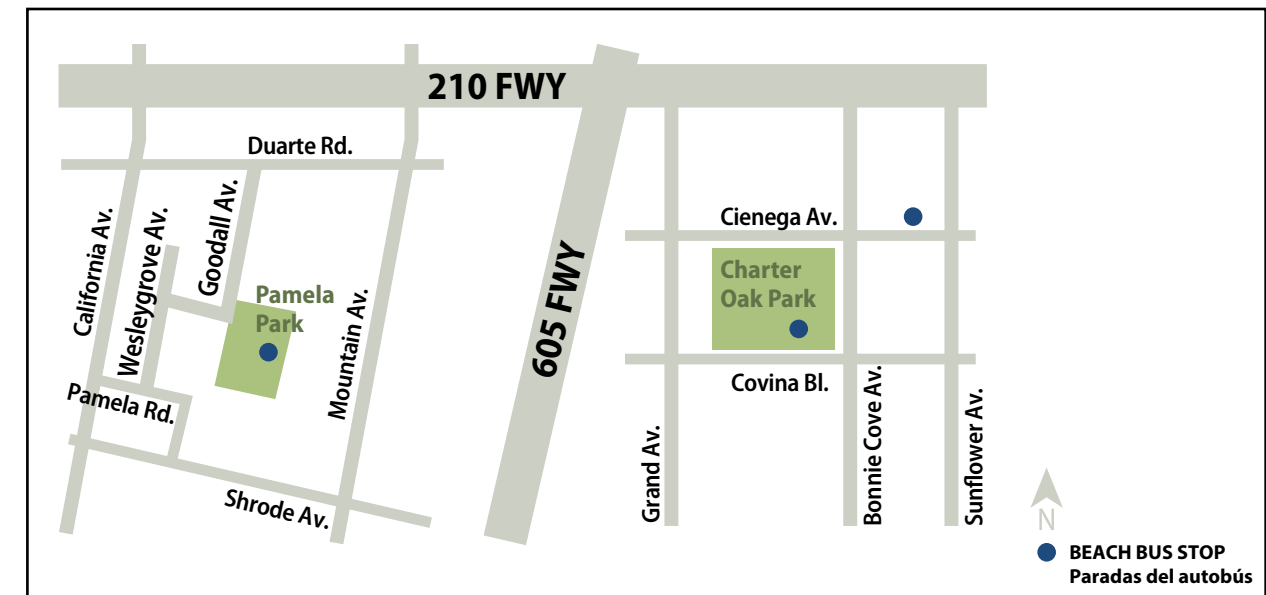 210 FWY
Duarte Rd.
California Av.
Wesleygrove Av.
Goodall Av.
Pamela
Park
Mountain Av.
Pamela Rd.
Shrode Av.
605 FWY
Cienega Av.
Charter
Oak Park
Covina Bl.
Grand Av.
Bonnie Cove Av.
Sunflower Av.
N
BEACH BUS STOP
Paradas del autobús